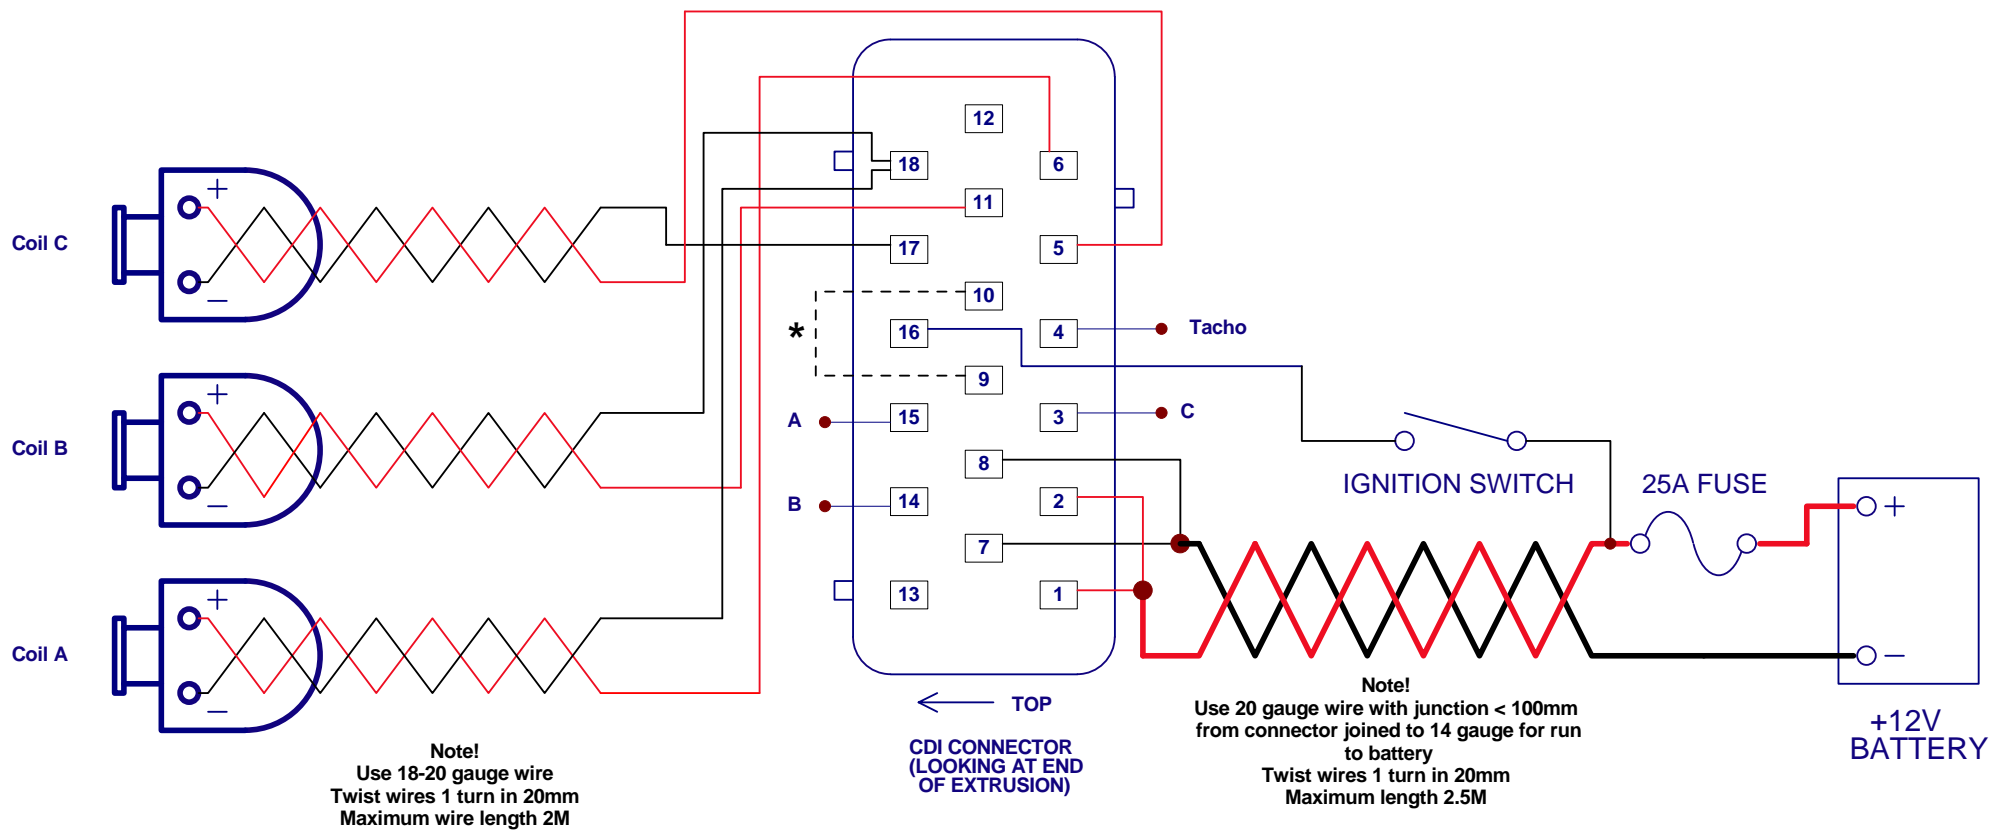 12
18
6
+
11
Coil C
17
5
−
10
*
16
4
Tacho
9
+
A
15
3
C
Coil B
8
IGNITION SWITCH
25A FUSE
−
B
14
2
+
7
+
13
1
Coil A
−
−
TOP
CDI CONNECTOR
(LOOKING AT END
OF EXTRUSION)
Note!
Use 20 gauge wire with junction < 100mm
from connector joined to 14 gauge for run
to battery
Twist wires 1 turn in 20mm
Maximum length 2.5M
+12V
BATTERY
Note!
Use 18-20 gauge wire
Twist wires 1 turn in 20mm
Maximum wire length 2M